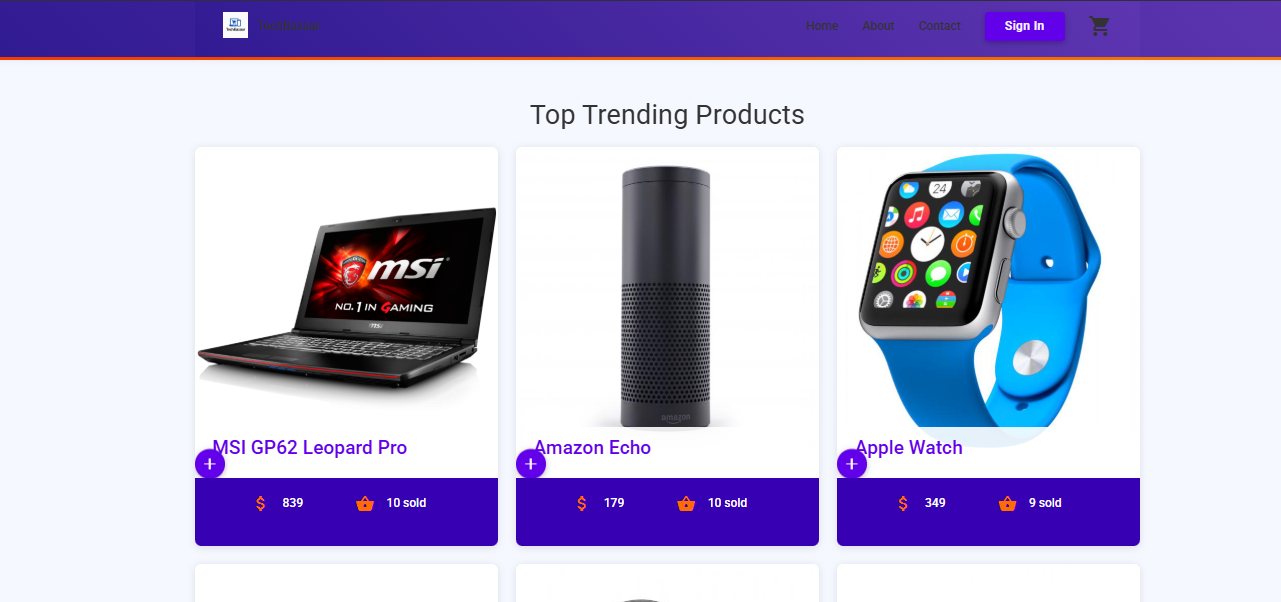 Home About Contact Sign In
Top Trending Products
msi
NO.1 IN GAMING
msi
amazon
24
MSI GP62 Leopard Pro
Amazon Echo
Apple Watch
$ 839 10 sold
$ 179 10 sold
$ 349 9 sold